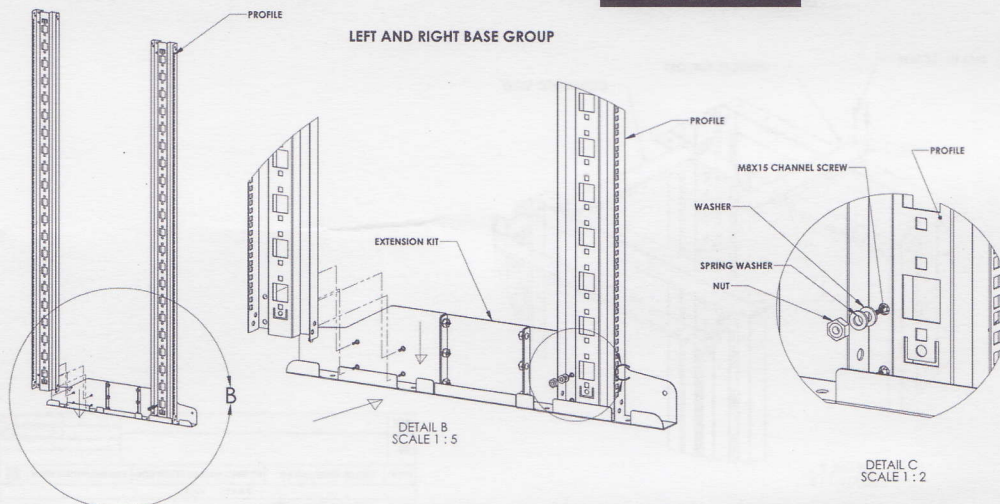 PROFILE
LEFT AND RIGHT BASE GROUP
PROFILE
PROFILE
M8X15 CHANNEL SCREW
WASHER
EXTENSION KIT
SPRING WASHER
NUT
B
DETAIL B
SCALE 1 : 5
DETAIL C
SCALE 1 : 2